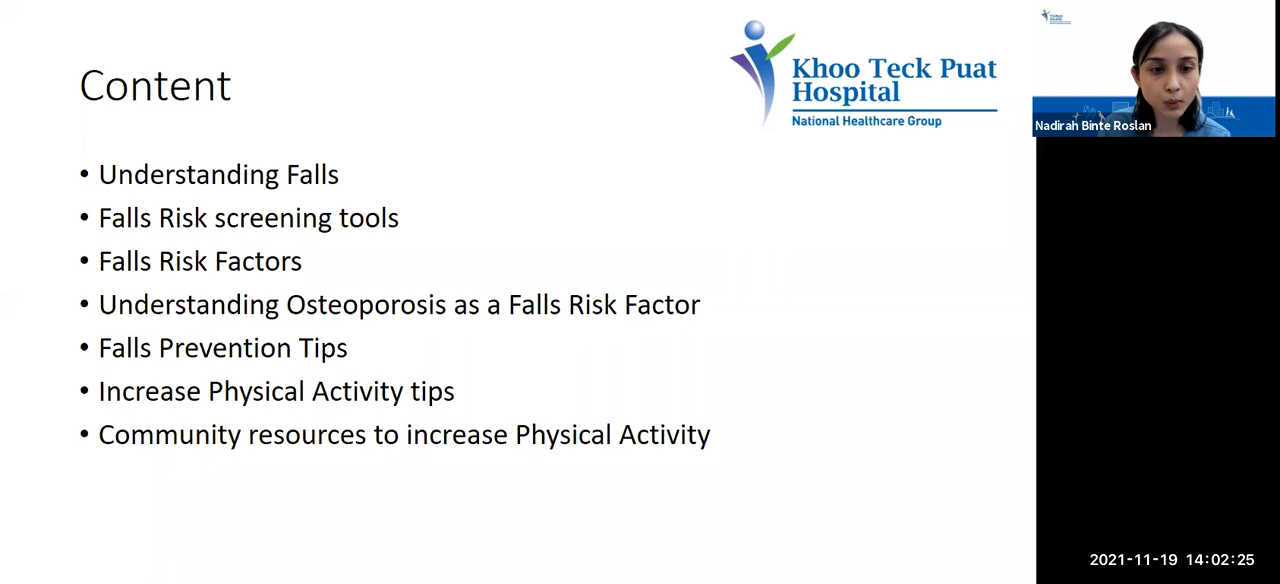 Content
Khoo Teck Puat
Hospital
National Healthcare Group
• Understanding Falls
• Falls Risk screening tools
• Falls Risk Factors
• Understanding Osteoporosis as a Falls Risk Factor
• Falls Prevention Tips
• Increase Physical Activity tips
• Community resources to increase Physical Activity
Nadirah Binte Roslan
2021-11-19 14:02:25